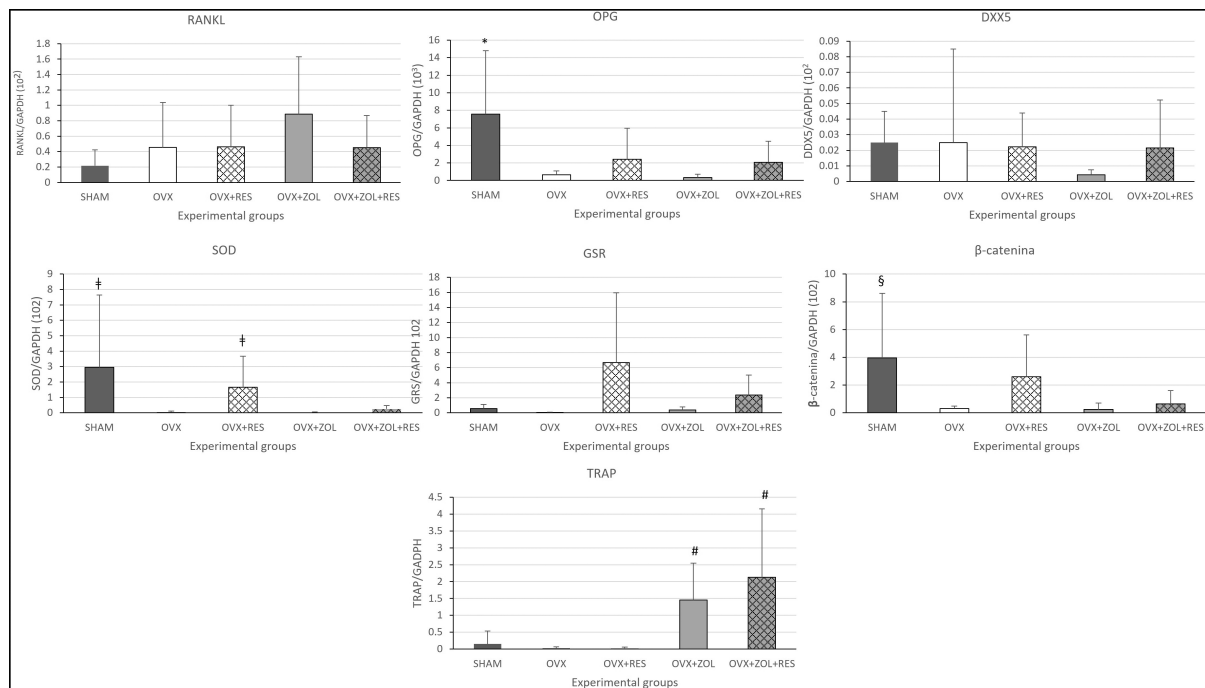 RANKL
RANKL/GAPDH (10²)
1.8
1.6
1.4
1.2
1
0.8
0.6
0.4
0.2
0
SHAM OVX OVX+RES OVX+ZOL OVX+ZOL+RES
Experimental groups
OPG
OPG/GAPDH (10³)
16
14
12
10
8
6
4
2
0
*
SHAM OVX OVX+RES OVX+ZOL OVX+ZOL+RES
Experimental groups
DXX5
DDX5/GAPDH (10²
0.09
0.08
0.07
0.06
0.05
0.04
0.03
0.02
0.01
0
SHAM OVX OVX+RES OVX+ZOL OVX+ZOL+RES
Experimental groups
SOD
SOD/GAPDH (102)
9
8
7
6
5
4
3
2
1
0
ǂ
ǂ
SHAM OVX OVX+RES OVX+ZOL OVX+ZOL+RES
Experimental groups
GSR
GRS/GAPDH 102
18
16
14
12
10
8
6
4
2
0
SHAM OVX OVX+RES OVX+ZOL OVX+ZOL+RES
Experimental groups
β-catenina
β-catenina/GAPDH (102)
10
8
6
4
2
0
§
SHAM OVX OVX+RES OVX+ZOL OVX+ZOL+RES
Experimental groups
TRAP
TRAP/GADPH
4.5
4
3.5
3
2.5
2
1.5
1
0.5
0
#
#
SHAM OVX OVX+RES OVX+ZOL OVX+ZOL+RES
Experimental groups